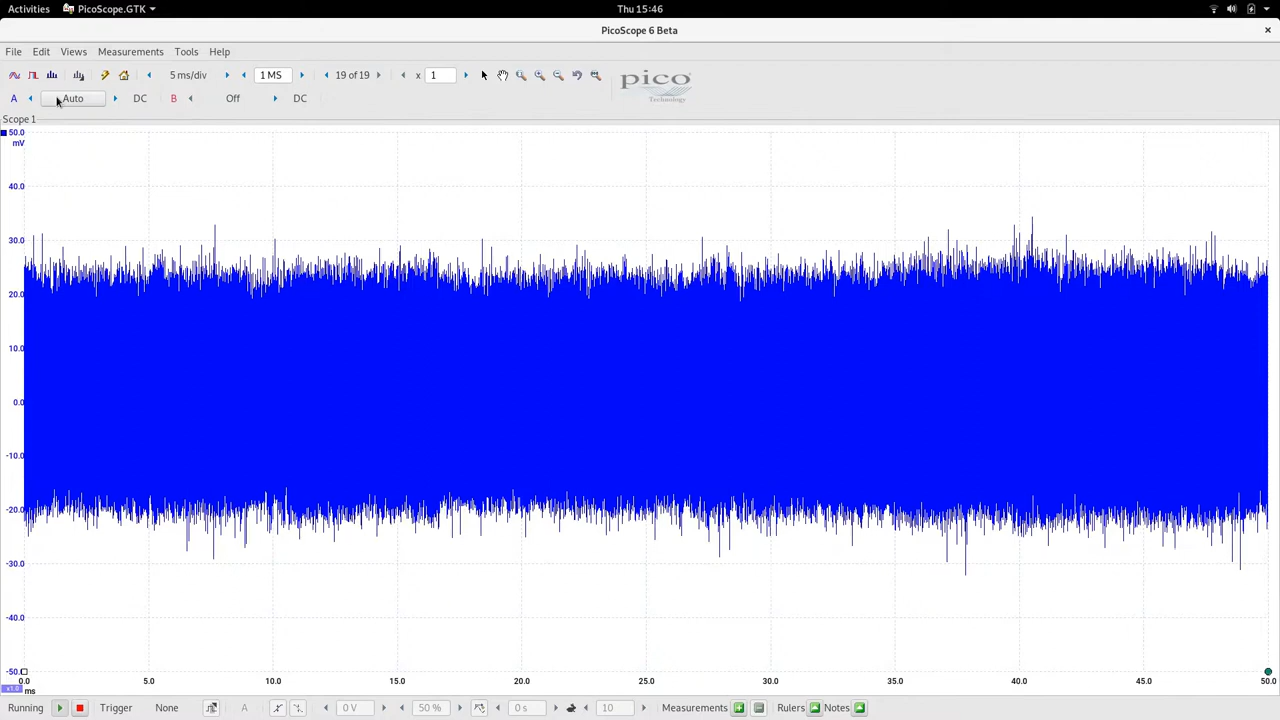 Activities PicoScope.GTK Thu 15:46
PicoScope 6 Beta
File Edit Views Measurements Tools Help
5 ms/div 1 MS 19 of 19 x 1
pico
Technology
A Auto DC B Off DC
Scope 1
50.0
mV
40.0
30.0
20.0
10.0
0.0
-10.0
-20.0
-30.0
-40.0
-50.0
0.0 5.0 10.0 15.0 20.0 25.0 30.0 35.0 40.0 45.0 50.0
x1.0 ms
Running Trigger None A 0 V 50 % 0 s 10 Measurements Rulers Notes